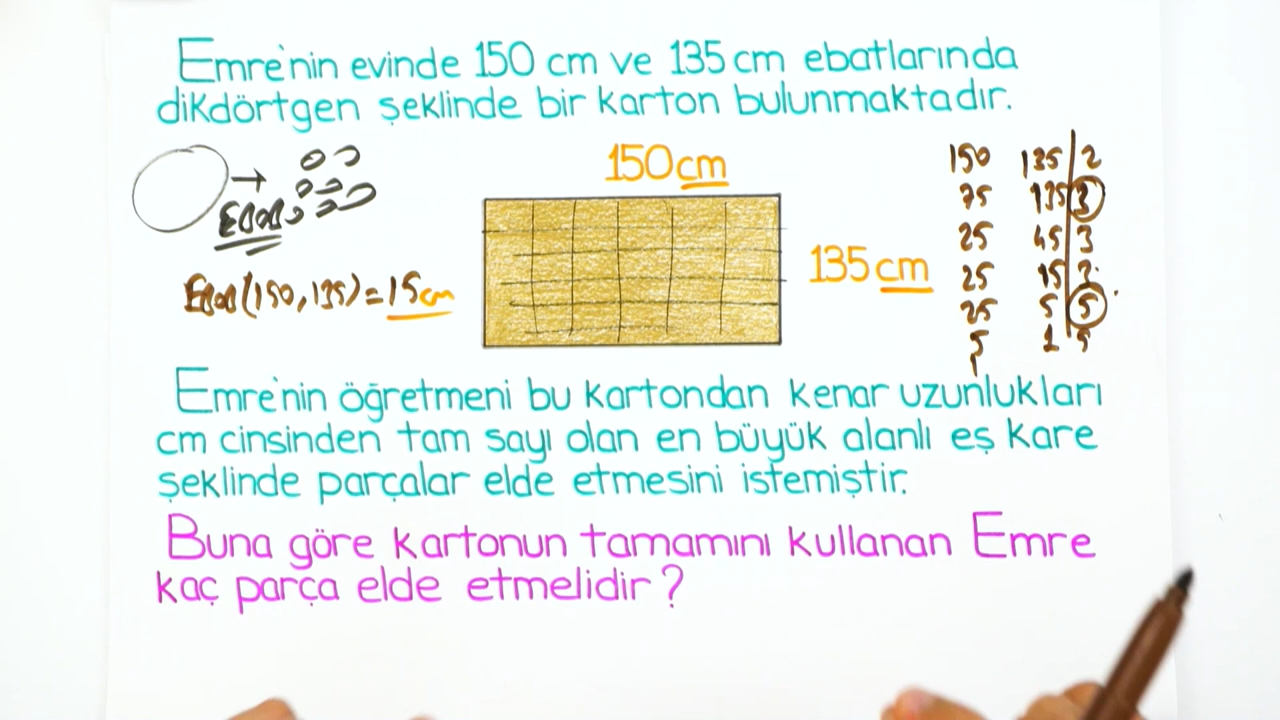 Emre'nin evinde 150 cm ve 135 cm ebatlarında
dikdörtgen şeklinde bir karton bulunmaktadır.
EBOB
EBOB(150,135)=15cm
150cm
135cm
150 135 2
75 135 3
25 45 3
25 15 3
25 5 5
5 1 5
1
Emre'nin öğretmeni bu kartondan kenar uzunlukları
cm cinsinden tam sayı olan en büyük alanlı eş kare
şeklinde parçalar elde etmesini istemiştir.
Buna göre kartonun tamamını kullanan Emre
kaç parça elde etmelidir?